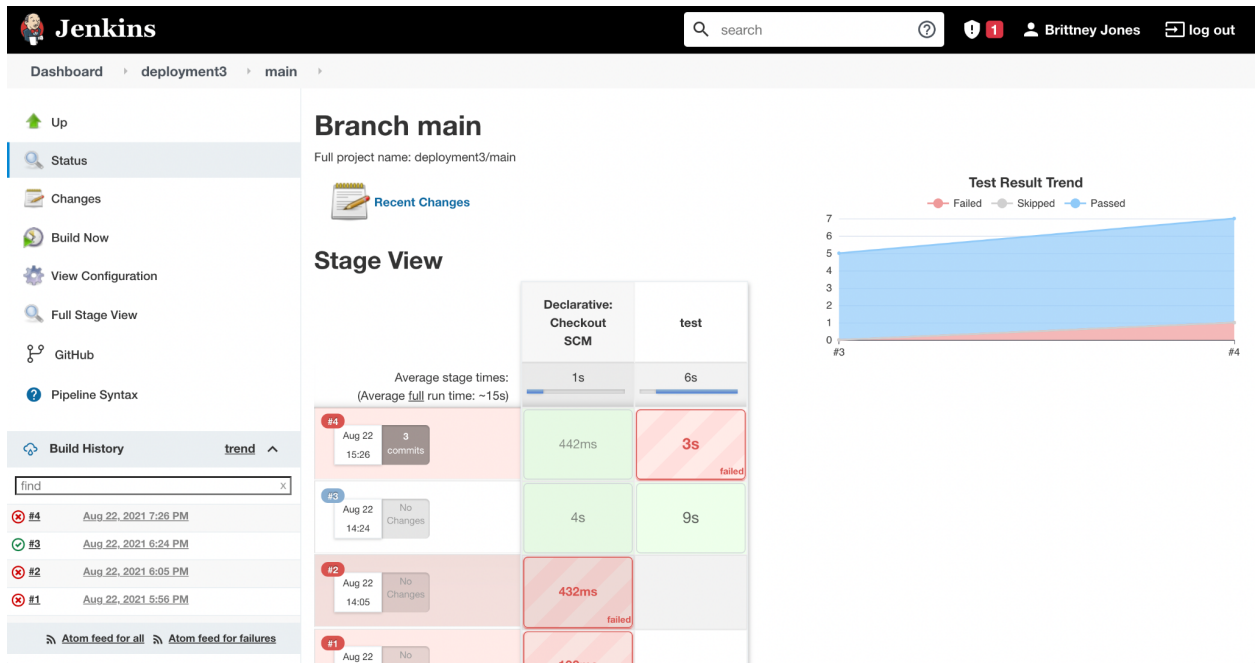 Jenkins
search
1
Brittney Jones
log out
Dashboard
deployment3
main
Up
Status
Changes
Build Now
View Configuration
Full Stage View
GitHub
Pipeline Syntax
Build History
trend
find
x
#4 Aug 22, 2021 7:26 PM
#3 Aug 22, 2021 6:24 PM
#2 Aug 22, 2021 6:05 PM
#1 Aug 22, 2021 5:56 PM
Atom feed for all
Atom feed for failures
Branch main
Full project name: deployment3/main
Recent Changes
Stage View
Declarative:
Checkout
SCM
test
Average stage times:
(Average full run time: ~15s)
1s
6s
#4
Aug 22
15:26
3
commits
442ms
3s
failed
#3
Aug 22
14:24
No
Changes
4s
9s
#2
Aug 22
14:05
No
Changes
432ms
failed
#1
Aug 22
No
Test Result Trend
Failed
Skipped
Passed
7
6
5
4
3
2
1
0
#3
#4